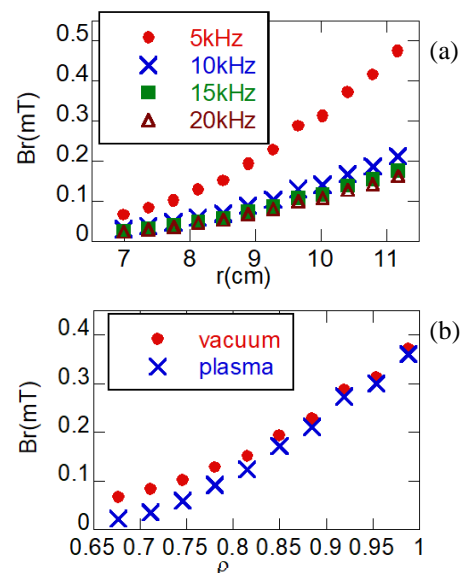 (a)
5kHz
10kHz
15kHz
20kHz
Br(mT)
0.5
0.4
0.3
0.2
0.1
0
7 8 9 10 11
r(cm)
(b)
vacuum
plasma
Br(mT)
0.4
0.3
0.2
0.1
0
0.65 0.7 0.75 0.8 0.85 0.9 0.95 1
ρ